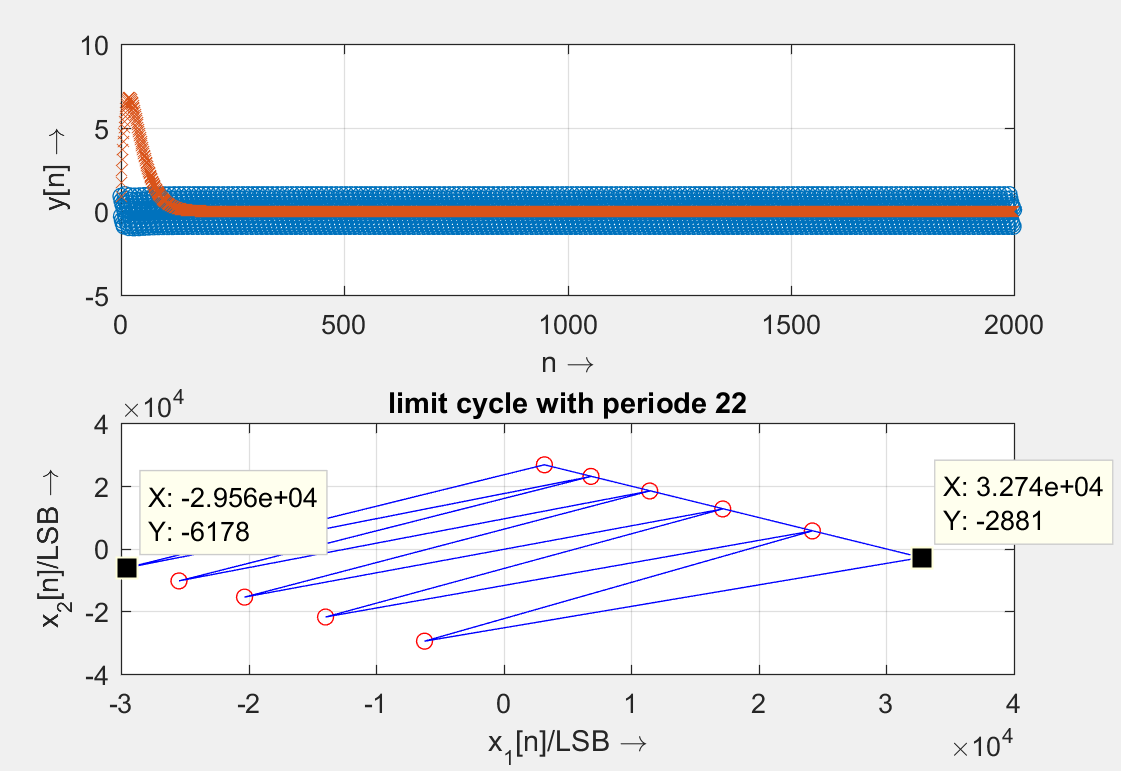 10
5
0
-5
y[n] →
0
500
1000
1500
2000
n →
limit cycle with periode 22
×10⁴
4
2
0
-2
-4
x₂[n]/LSB →
X: -2.956e+04
Y: -6178
X: 3.274e+04
Y: -2881
-3
-2
-1
0
1
2
3
4
x₁[n]/LSB →
×10⁴